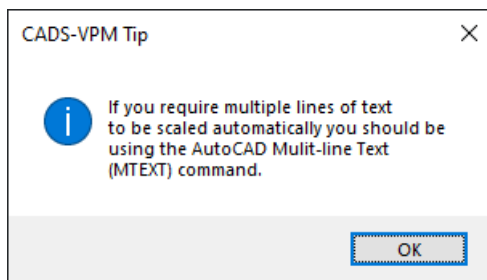 CADS-VPM Tip
If you require multiple lines of text
to be scaled automatically you should be
using the AutoCAD Mulit-line Text
(MTEXT) command.
OK